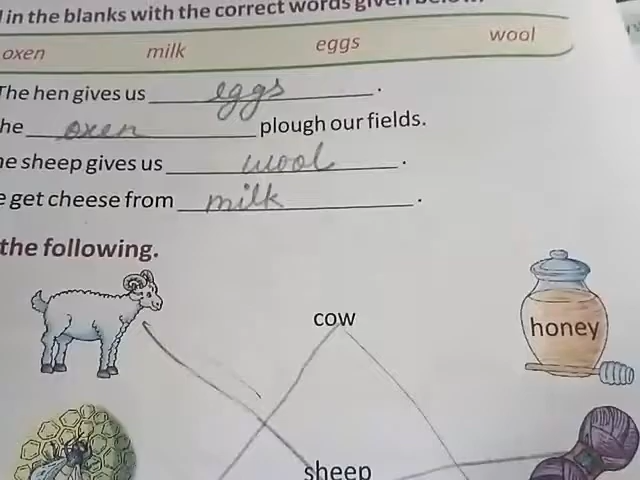 in the blanks with the correct words given
oxen milk eggs wool
The hen gives us eggs.
he oxen plough our fields.
he sheep gives us wool.
e get cheese from milk.
the following.
cow
honey
sheep